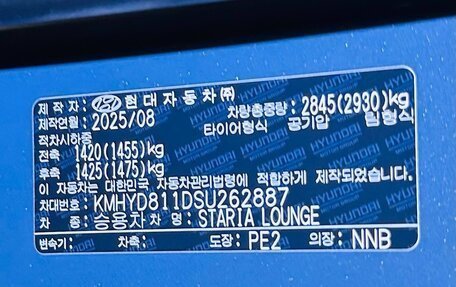 제작자 : 현대자동차㈜
제작연월 : 2025/08 차량총중량 : 2845(2930)kg
적차시하중 타이어형식 공기압 림형식
전축 1420(1455)kg
후축 1425(1475)kg
이 자동차는 대한민국 자동차관리법령에 적합하게 제작되었습니다.
차대번호 : KMHYD811DSU262887
차종 : 승용차 차명 : STARIA LOUNGE
변속기 : 차축 : 도장 : PE2 의장 : NNB